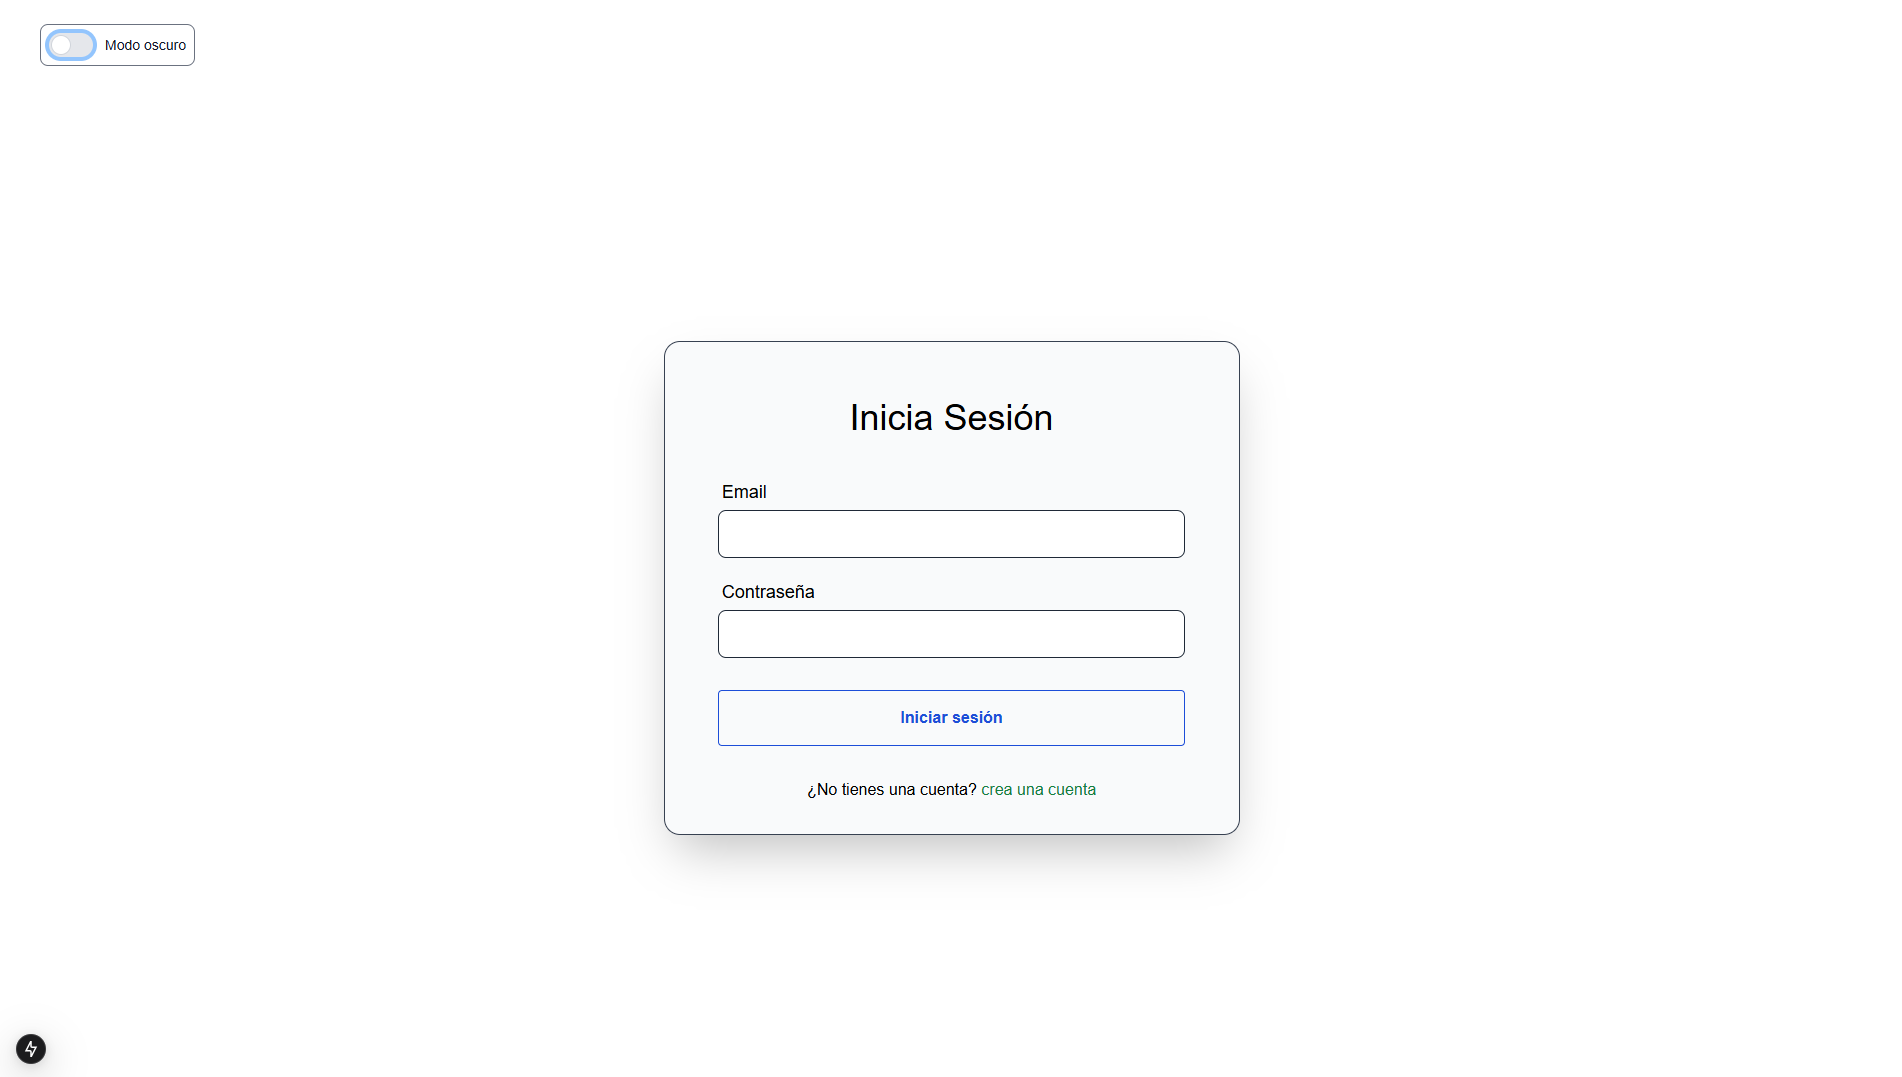 Modo oscuro
Inicia Sesión
Email
Contraseña
Iniciar sesión
¿No tienes una cuenta? crea una cuenta